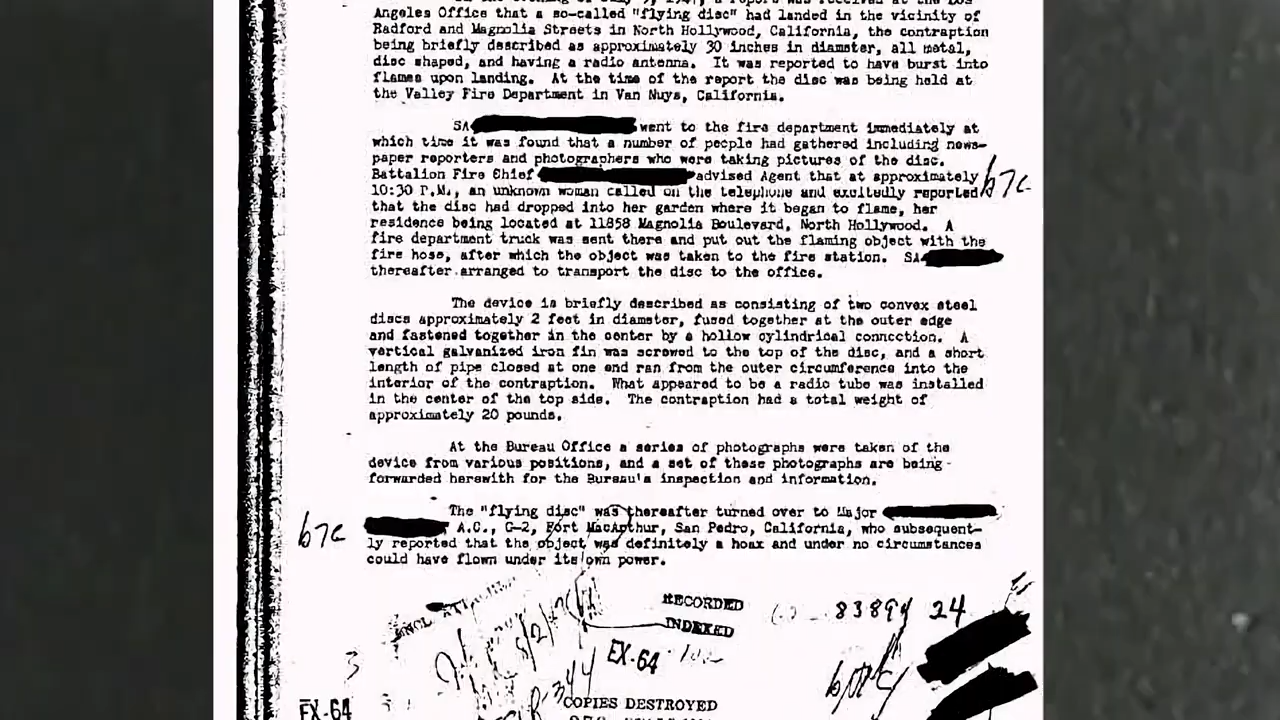 Angeles Office that a so-called "flying disc" had landed in the vicinity of
Radford and Magnolia Streets in North Hollywood, California, the contraption
being briefly described as approximately 30 inches in diameter, all metal,
disc shaped, and having a radio antenna. It was reported to have burst into
flames upon landing. At the time of the report the disc was being held at
the Valley Fire Department in Van Nuys, California.
SA went to the fire department immediately at
which time it was found that a number of people had gathered including news-
paper reporters and photographers who were taking pictures of the disc.
Battalion Fire Chief advised Agent that at approximately
b7c
10:30 P.M., an unknown woman called on the telephone and excitedly reported
that the disc had dropped into her garden where it began to flame, her
residence being located at 11858 Magnolia Boulevard, North Hollywood. A
fire department truck was sent there and put out the flaming object with the
fire hose, after which the object was taken to the fire station. SA
thereafter arranged to transport the disc to the office.
The device is briefly described as consisting of two convex steel
discs approximately 2 feet in diameter, fused together at the outer edge
and fastened together in the center by a hollow cylindrical connection. A
vertical galvanized iron fin was screwed to the top of the disc, and a short
length of pipe closed at one end ran from the outer circumference into the
interior of the contraption. What appeared to be a radio tube was installed
in the center of the top side. The contraption had a total weight of
approximately 20 pounds.
At the Bureau Office a series of photographs were taken of the
device from various positions, and a set of these photographs are being
forwarded herewith for the Bureau's inspection and information.
The "flying disc" was thereafter turned over to Major
b7c
A.C., G-2, Fort MacArthur, San Pedro, California, who subsequent-
ly reported that the object was definitely a hoax and under no circumstances
could have flown under its own power.
RECORDED
INDEXED
83894 24
EX-64
3
EX-64
COPIES DESTROYED